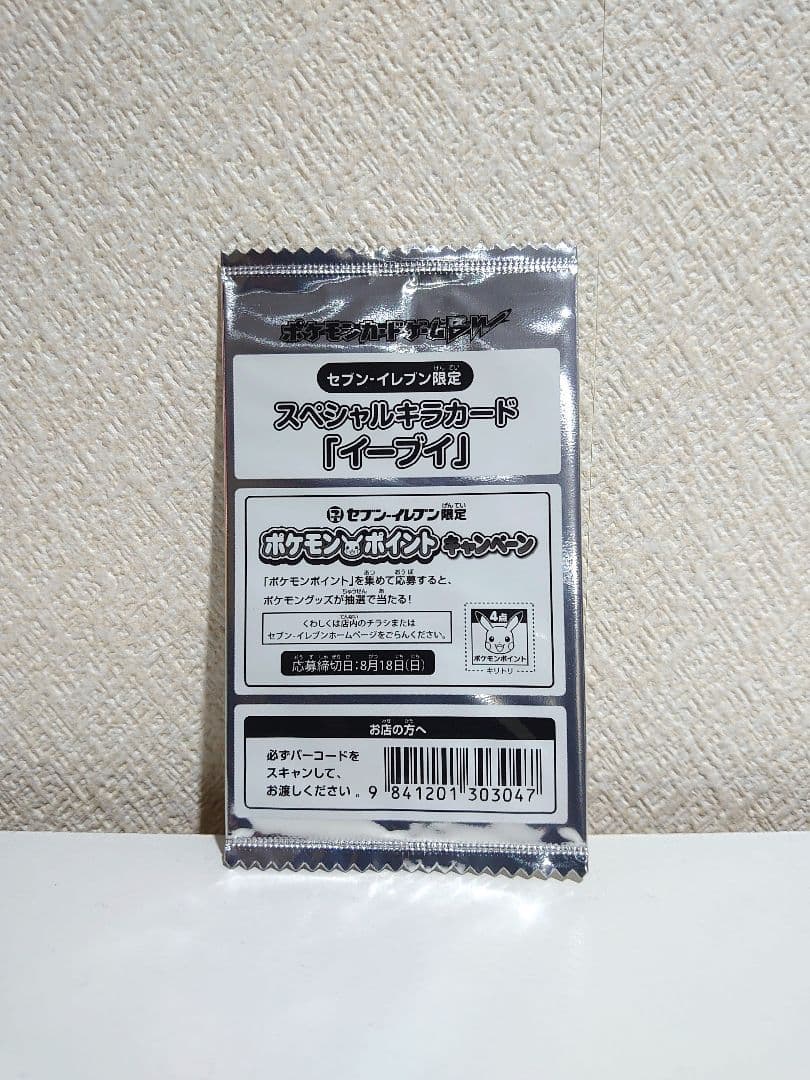 ポケモンカードゲームBW
セブン-イレブン限定
スペシャルキラカード
「イーブイ」
セブン-イレブン限定
ポケモンポイントキャンペーン
「ポケモンポイント」を集めて応募すると、
ポケモングッズが抽選で当たる!
くわしくは店内のチラシまたは
セブン-イレブンホームページをごらんください。
応募締切日:8月18日(日)
4点
ポケモンポイント
キリトリ
お店の方へ
必ずバーコードを
スキャンして、
お渡しください。
9 841201 303047